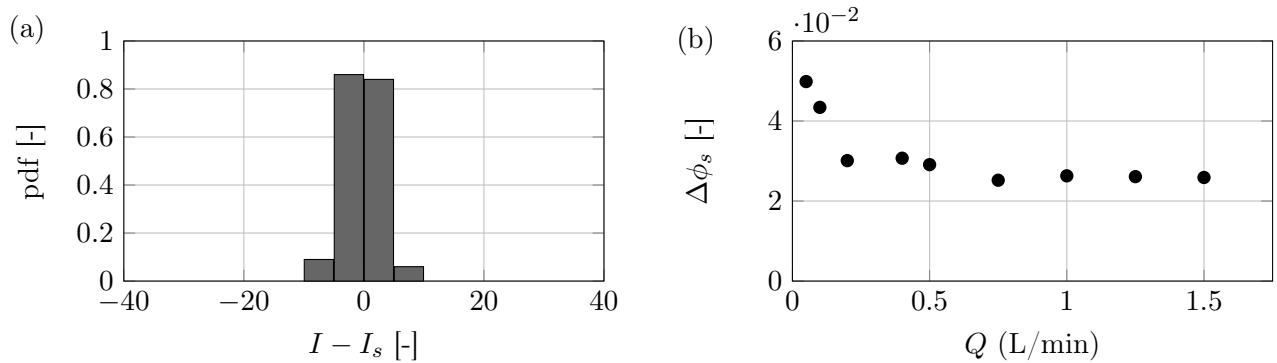 (a)
pdf [-]
1
0.8
0.6
0.4
0.2
0
−40 −20 0 20 40
I − I_s [-]
(b)
·10⁻²
Δϕ_s [-]
6
4
2
0
0 0.5 1 1.5
Q (L/min)